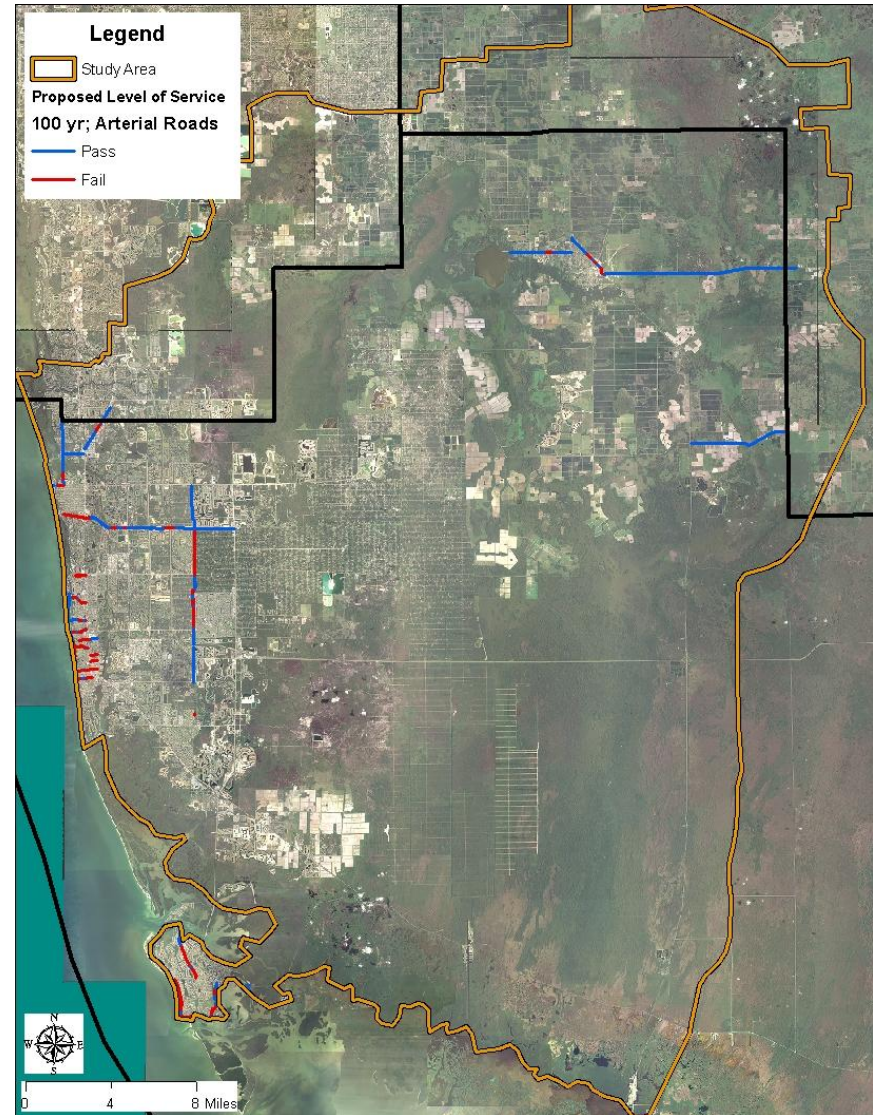 Legend
Study Area
Proposed Level of Service
100 yr; Arterial Roads
Pass
Fail
N
W E
S
0 4 8 Miles